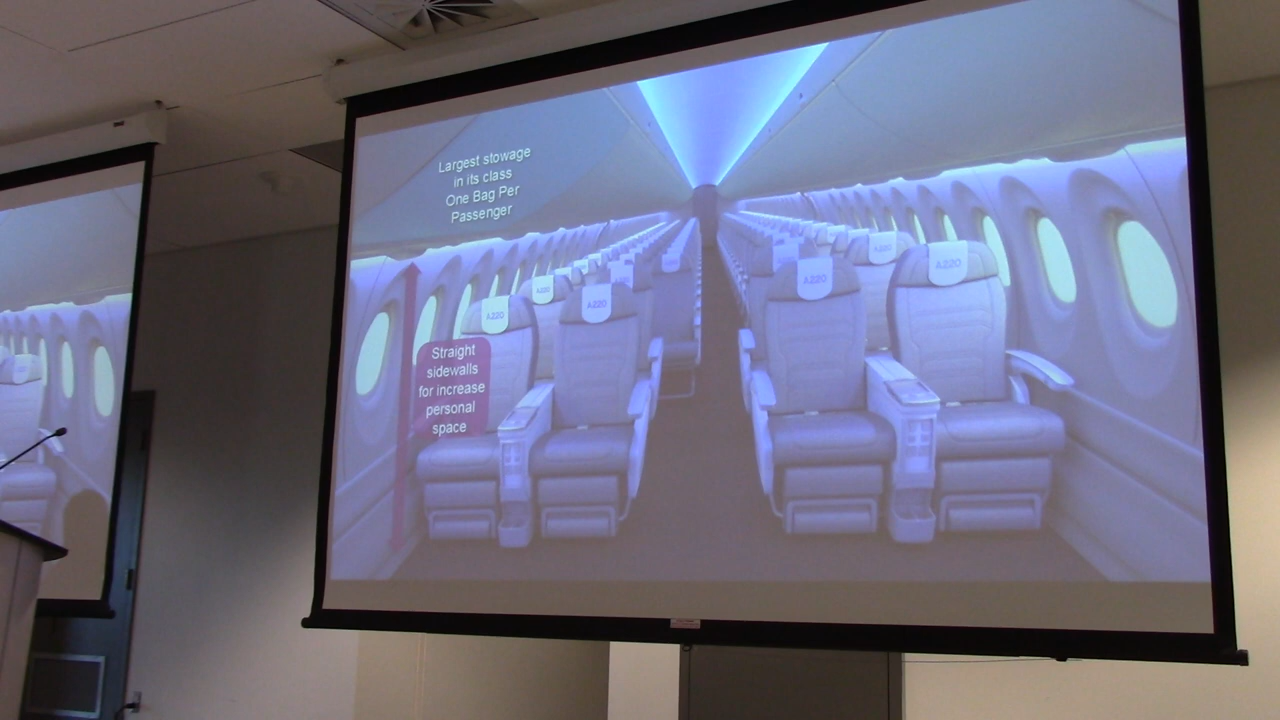 Largest stowage
in its class
One Bag Per
Passenger
Straight
sidewalls
for increase
personal
space
A220
A220
A220
A220
A220
A220